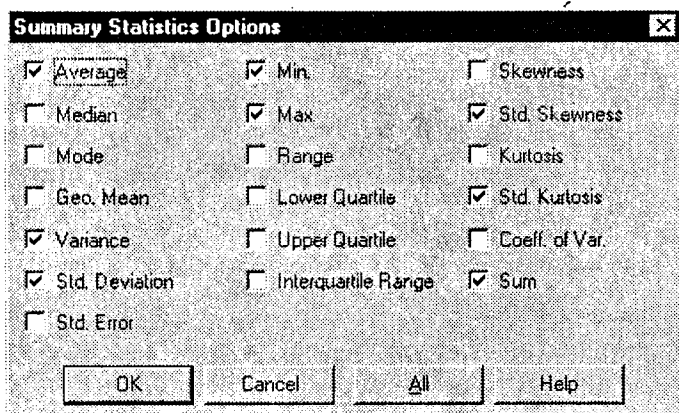 Summary Statistics Options
Average
Min.
Skewness
Median
Max
Std. Skewness
Mode
Range
Kurtosis
Geo. Mean
Lower Quartile
Std. Kurtosis
Variance
Upper Quartile
Coeff. of Var.
Std. Deviation
Interquartile Range
Sum
Std. Error
OK
Cancel
All
Help